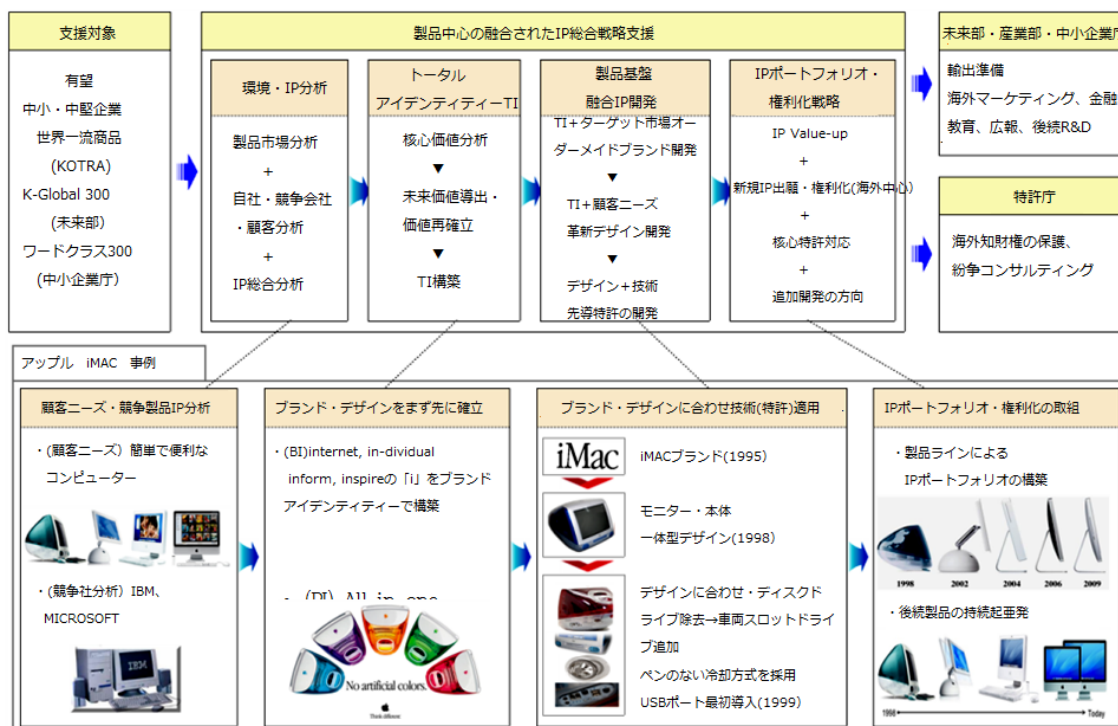 支援対象
有望
中小・中堅企業
世界一流商品
(KOTRA)
K-Global 300
(未来部)
ワードクラス300
(中小企業庁)
製品中心の融合されたIP総合戦略支援
環境・IP分析
製品市場分析
+
自社・競争会社
・顧客分析
+
IP総合分析
トータル
アイデンティティーTI
核心価値分析
▼
未来価値導出・
価値再確立
▼
TI構築
製品基盤
融合IP開発
TI+ターゲット市場オー
ダーメイドブランド開発
▼
TI+顧客ニーズ
革新デザイン開発
▼
デザイン+技術
先導特許の開発
IPポートフォリオ・
権利化戦略
IP Value-up
+
新規IP出願・権利化(海外中心)
+
核心特許対応
+
追加開発の方向
未来部・産業部・中小企業庁
輸出準備
海外マーケティング、金融
教育、広報、後続R&D
特許庁
海外知財権の保護、
紛争コンサルティング
アップル iMAC 事例
顧客ニーズ・競争製品IP分析
・(顧客ニーズ) 簡単で便利な
コンピューター
・(競争社分析) IBM、
MICROSOFT
IBM
ブランド・デザインをまず先に確立
・(BI)internet, in-dividual
inform, inspireの「i」をブランド
アイデンティティーで構築
・(DI) All-in-one
No artificial colors.
Think different.
ブランド・デザインに合わせ技術(特許)適用
iMac
iMACブランド(1995)
モニター・本体
一体型デザイン(1998)
デザインに合わせ・ディスクド
ライブ除去→車両スロットドライ
ブ追加
ペンのない冷却方式を採用
USBポート最初導入(1999)
IPポートフォリオ・権利化の取組
・製品ラインによる
IPポートフォリオの構築
1998 2002 2004 2006 2009
・後続製品の持続起亜発
1998 Today